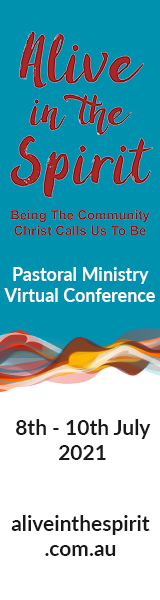 Alive
in the
Spirit
Being The Community
Christ Calls Us To Be
Pastoral Ministry
Virtual Conference
8th - 10th July
2021
aliveinthespirit
.com.au